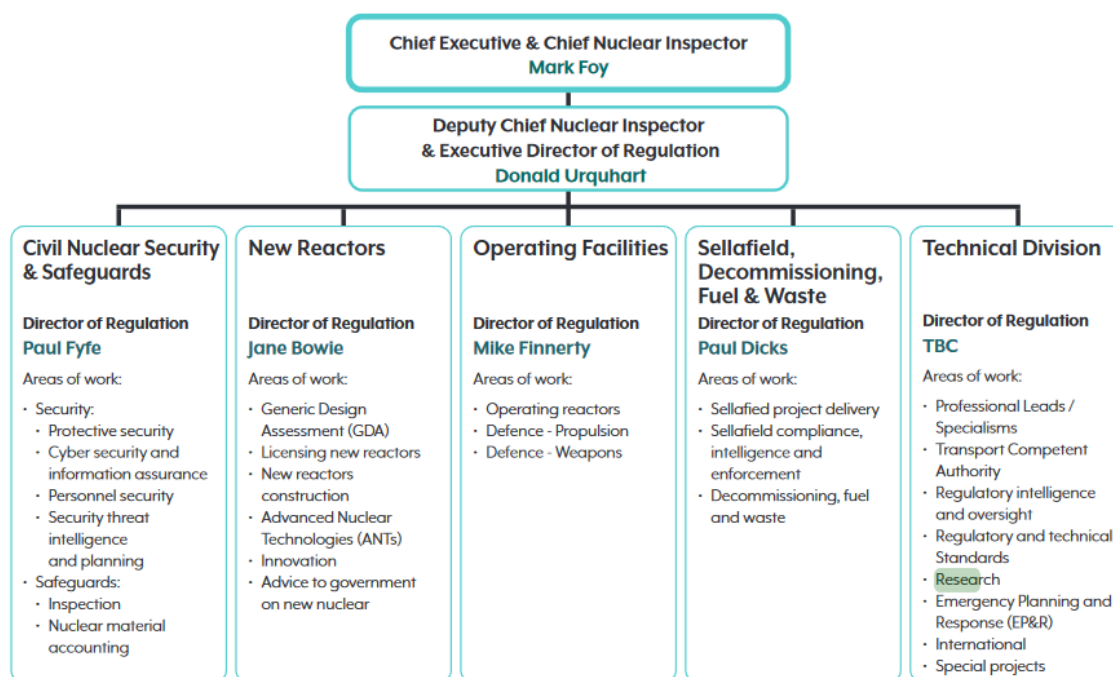 Chief Executive & Chief Nuclear Inspector
Mark Foy
Deputy Chief Nuclear Inspector
& Executive Director of Regulation
Donald Urquhart
Civil Nuclear Security
& Safeguards
Director of Regulation
Paul Fyfe
Areas of work:
· Security:
· Protective security
· Cyber security and
information assurance
· Personnel security
· Security threat
intelligence
and planning
· Safeguards:
· Inspection
· Nuclear material
accounting
New Reactors
Director of Regulation
Jane Bowie
Areas of work:
· Generic Design
Assessment (GDA)
· Licensing new reactors
· New reactors
construction
· Advanced Nuclear
Technologies (ANTs)
· Innovation
· Advice to government
on new nuclear
Operating Facilities
Director of Regulation
Mike Finnerty
Areas of work:
· Operating reactors
· Defence - Propulsion
· Defence - Weapons
Sellafield,
Decommissioning,
Fuel & Waste
Director of Regulation
Paul Dicks
Areas of work:
· Sellafied project delivery
· Sellafield compliance,
intelligence and
enforcement
· Decommissioning, fuel
and waste
Technical Division
Director of Regulation
TBC
Areas of work:
· Professional Leads /
Specialisms
· Transport Competent
Authority
· Regulatory intelligence
and oversight
· Regulatory and technical
Standards
· Research
· Emergency Planning and
Response (EP&R)
· International
· Special projects